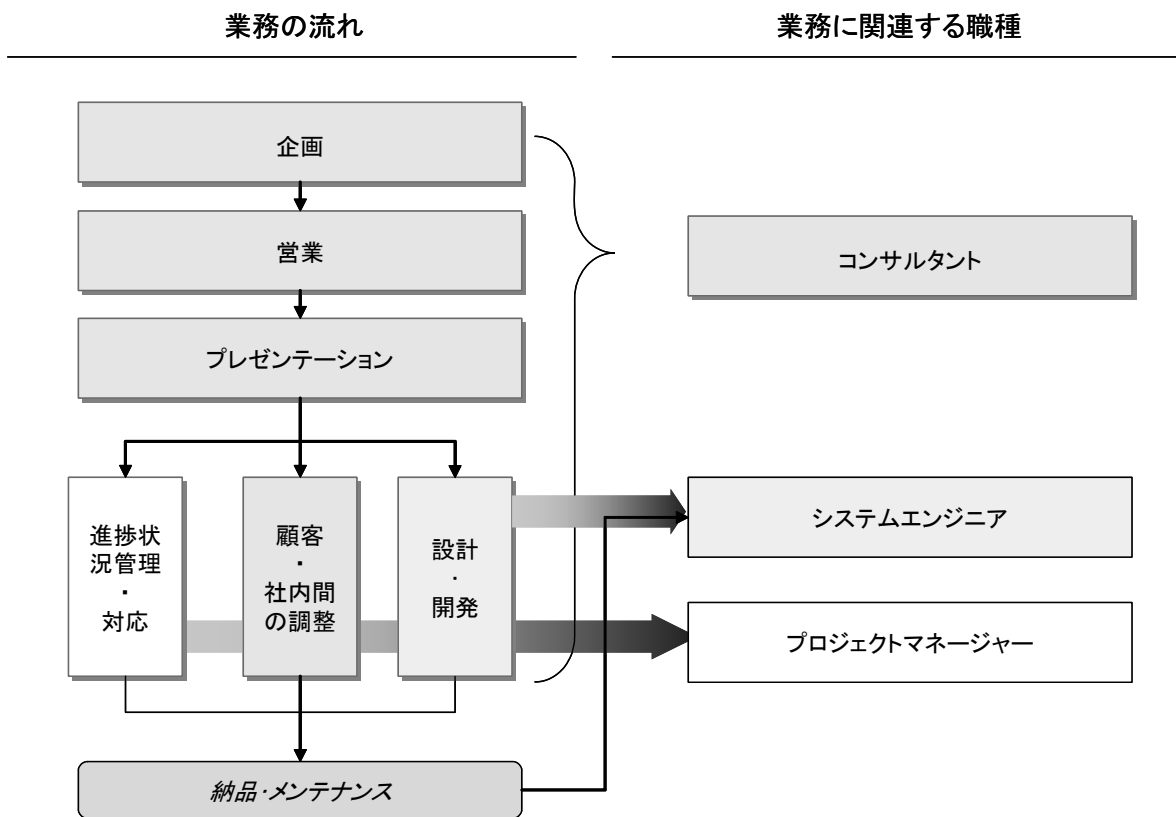 業務の流れ
業務に関連する職種
企画
営業
コンサルタント
プレゼンテーション
進捗状
況管理
・
対応
顧客
・
社内間
の調整
設計
・
開発
システムエンジニア
プロジェクトマネージャー
納品・メンテナンス